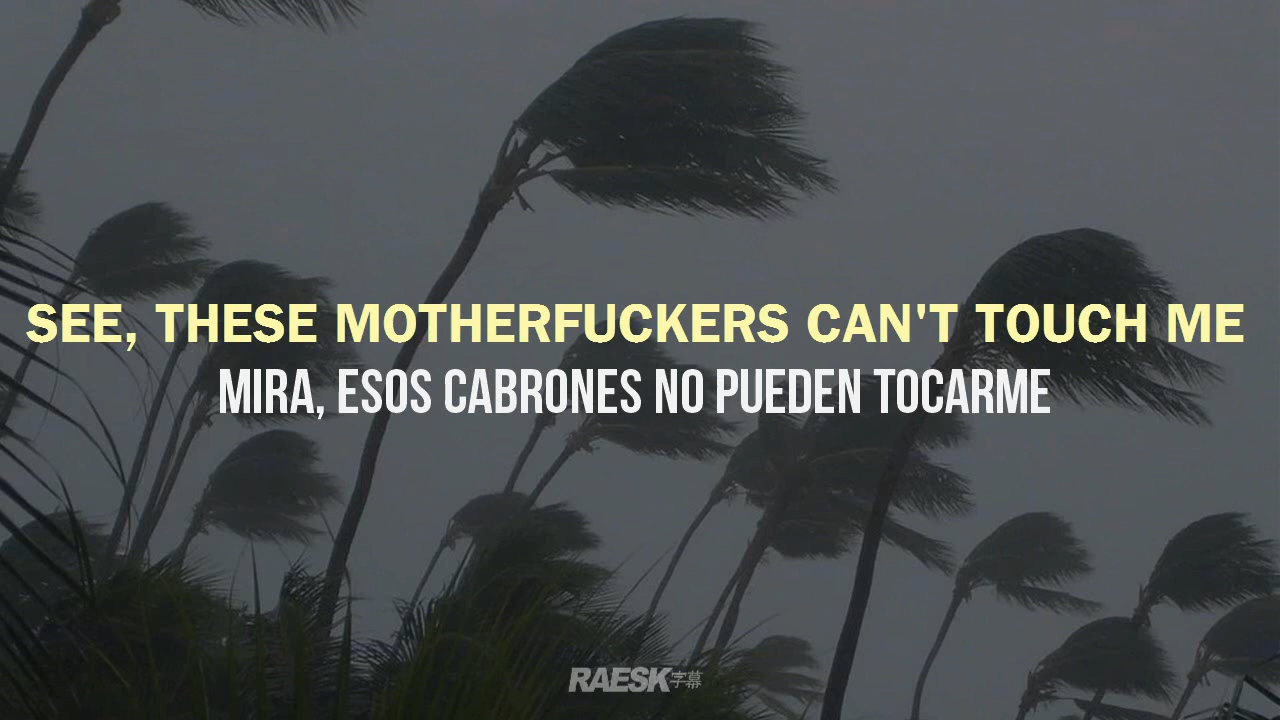 SEE, THESE MOTHERFUCKERS CAN'T TOUCH ME
MIRA, ESOS CABRONES NO PUEDEN TOCARME
RAESK字幕